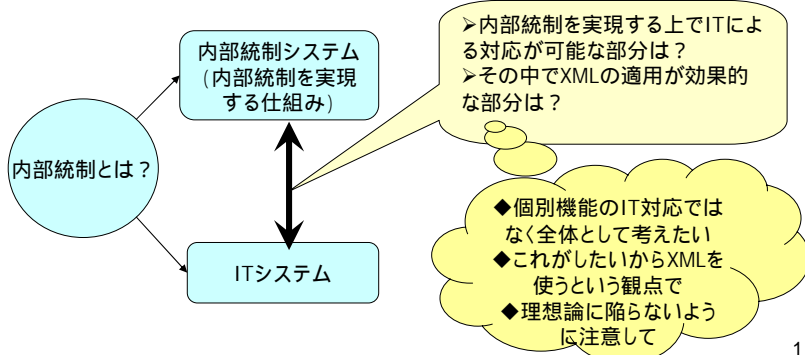 内部統制とは？
内部統制システム
(内部統制を実現
する仕組み)
ITシステム
➢内部統制を実現する上でITによ
る対応が可能な部分は？
➢その中でXMLの適用が効果的
な部分は？
◆個別機能のIT対応では
なく全体として考えたい
◆これがしたいからXMLを
使うという観点で
◆理想論に陥らないよう
に注意して
1